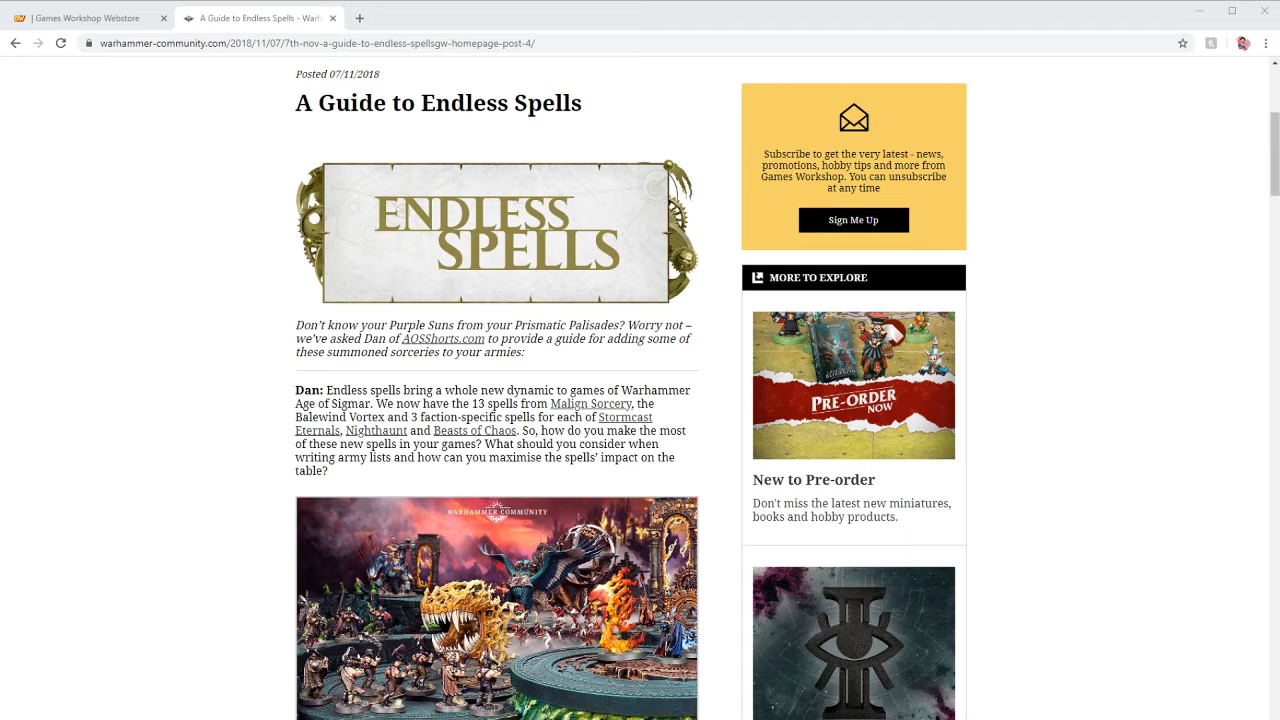 | Games Workshop Webstore
A Guide to Endless Spells - Warh
warhammer-community.com/2018/11/07/7th-nov-a-guide-to-endless-spellsgw-homepage-post-4/
Posted 07/11/2018
A Guide to Endless Spells
ENDLESS
SPELLS
Don't know your Purple Suns from your Prismatic Palisades? Worry not –
we've asked Dan of AOSShorts.com to provide a guide for adding some of
these summoned sorceries to your armies:
Dan: Endless spells bring a whole new dynamic to games of Warhammer
Age of Sigmar. We now have the 13 spells from Malign Sorcery, the
Balewind Vortex and 3 faction-specific spells for each of Stormcast
Eternals, Nighthaunt and Beasts of Chaos. So, how do you make the most
of these new spells in your games? What should you consider when
writing army lists and how can you maximise the spells' impact on the
table?
WARHAMMER COMMUNITY
Subscribe to get the very latest - news,
promotions, hobby tips and more from
Games Workshop. You can unsubscribe
at any time
Sign Me Up
MORE TO EXPLORE
PRE-ORDER
NOW
New to Pre-order
Don't miss the latest new miniatures,
books and hobby products.